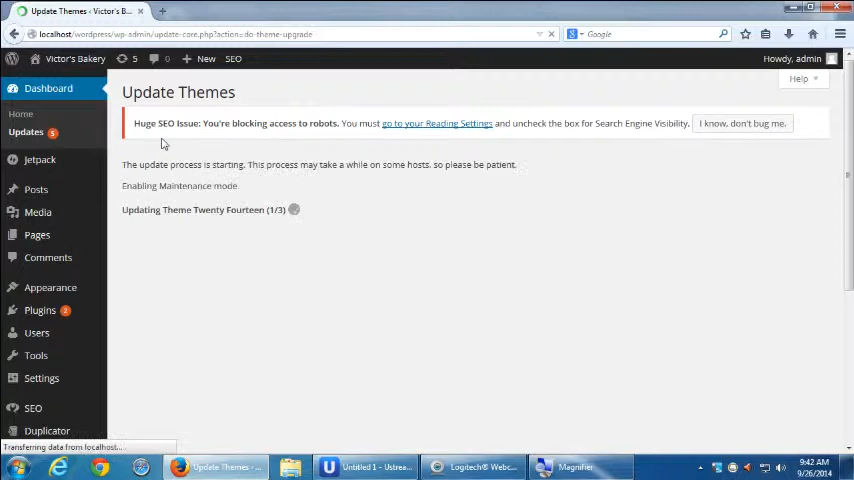 Update Themes ‹ Victor's B...
localhost/wordpress/wp-admin/update-core.php?action=do-theme-upgrade
Google
Victor's Bakery
5
0
New
SEO
Howdy, admin
Dashboard
Home
Updates 5
Jetpack
Posts
Media
Pages
Comments
Appearance
Plugins 2
Users
Tools
Settings
SEO
Dashboard
Help
Update Themes
Huge SEO Issue: You're blocking access to robots. You must go to your Reading Settings and uncheck the box for Search Engine Visibility.
I know, don't bug me.
The update process is starting. This process may take a while on some hosts, so please be patient.
Enabling Maintenance mode.
Updating Theme Twenty Fourteen (1/3)
Transferring data from localhost...
Update Themes - ...
Untitled 1 - Ustrea...
Logitech® Webc...
Magnifier
9:42 AM
9/26/2014